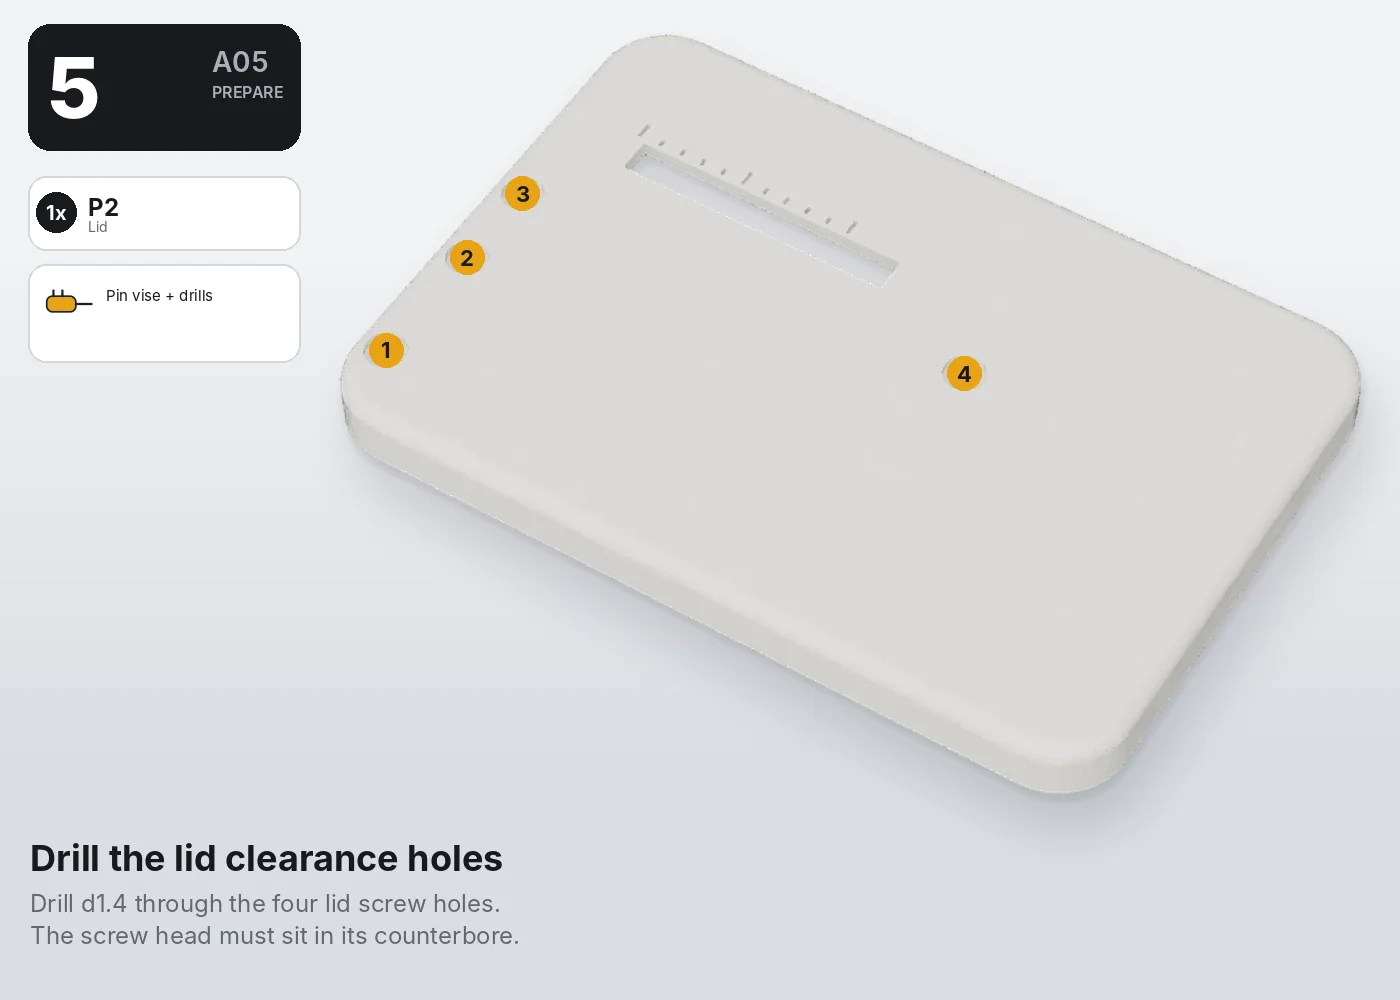 5
A05
PREPARE
1x
P2
Lid
Pin vise + drills
3
2
1
4
Drill the lid clearance holes
Drill d1.4 through the four lid screw holes.
The screw head must sit in its counterbore.